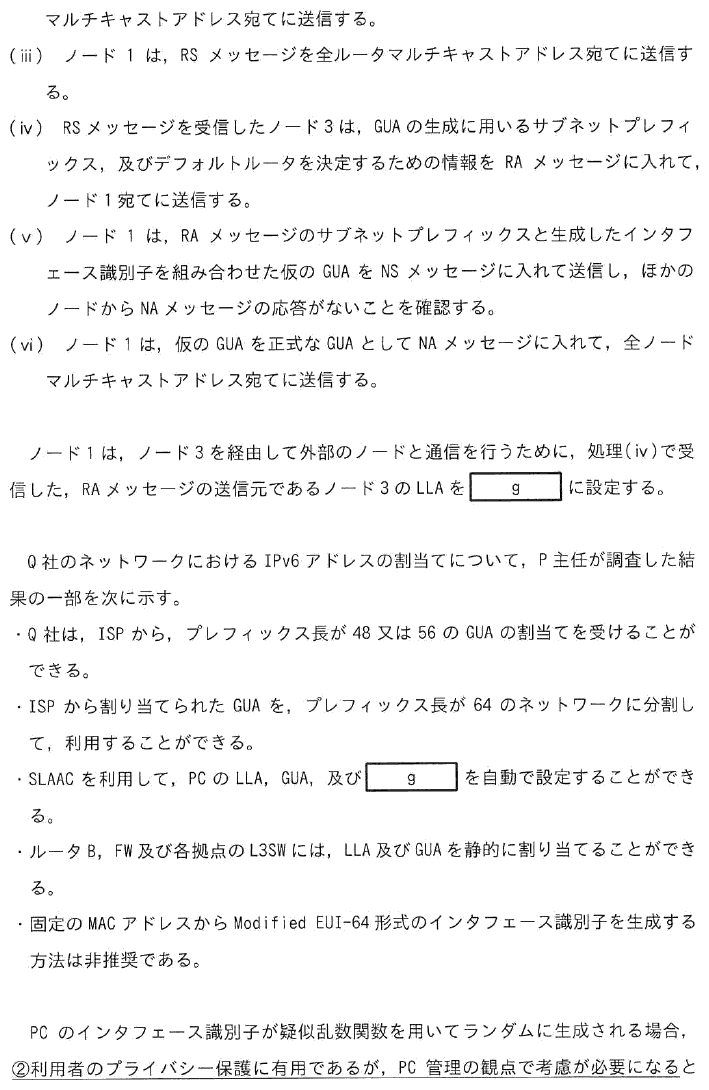 マルチキャストアドレス宛てに送信する。
(iii) ノード 1 は，RS メッセージを全ルータマルチキャストアドレス宛てに送信す
る。
(iv) RS メッセージを受信したノード 3 は，GUA の生成に用いるサブネットプレフィ
ックス，及びデフォルトルータを決定するための情報を RA メッセージに入れて，
ノード 1 宛てに送信する。
(v) ノード 1 は，RA メッセージのサブネットプレフィックスと生成したインタフ
ェース識別子を組み合わせた仮の GUA を NS メッセージに入れて送信し，ほかの
ノードから NA メッセージの応答がないことを確認する。
(vi) ノード 1 は，仮の GUA を正式な GUA として NA メッセージに入れて，全ノード
マルチキャストアドレス宛てに送信する。
ノード 1 は，ノード 3 を経由して外部のノードと通信を行うために，処理(iv)で受
信した，RA メッセージの送信元であるノード 3 の LLA を g に設定する。
Q 社のネットワークにおける IPv6 アドレスの割当てについて，P 主任が調査した結
果の一部を次に示す。
・Q 社は，ISP から，プレフィックス長が 48 又は 56 の GUA の割当てを受けることが
できる。
・ISP から割り当てられた GUA を，プレフィックス長が 64 のネットワークに分割し
て，利用することができる。
・SLAAC を利用して，PC の LLA，GUA，及び g を自動で設定することができ
る。
・ルータ B，FW 及び各拠点の L3SW には，LLA 及び GUA を静的に割り当てることができ
る。
・固定の MAC アドレスから Modified EUI-64 形式のインタフェース識別子を生成する
方法は非推奨である。
PC のインタフェース識別子が疑似乱数関数を用いてランダムに生成される場合，
②利用者のプライバシー保護に有用であるが，PC 管理の観点で考慮が必要になると